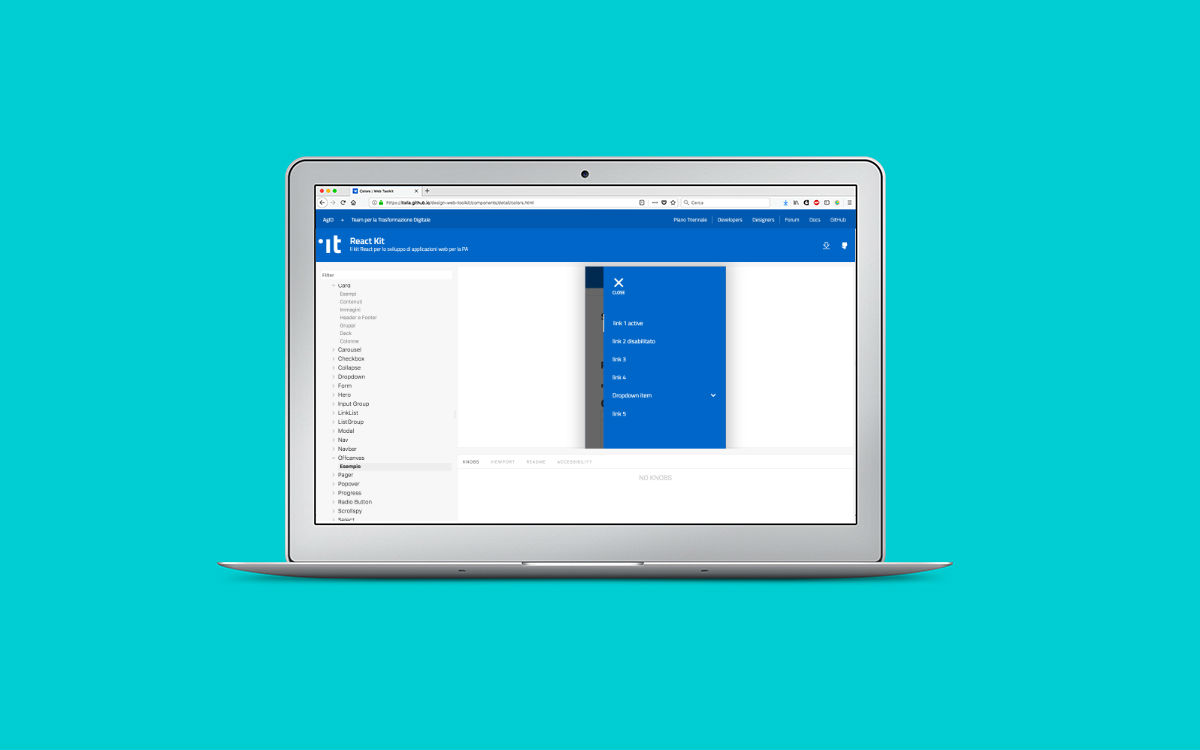 Colors | Web Toolkit
https://italia.github.io/design-web-toolkit/components/detail/colors.html
Cerca
AgID + Team per la Trasformazione Digitale
Piano Triennale
Developers
Designers
Forum
Docs
GitHub
it
React Kit
Il kit React per lo sviluppo di applicazioni web per la PA
Filter
Card
Esempi
Contenuti
Immagini
Header e Footer
Gruppi
Deck
Colonne
Carousel
Checkbox
Collapse
Dropdown
Form
Hero
Input Group
LinkList
ListGroup
Modal
Nav
Navbar
Offcanvas
Esempio
Pager
Popover
Progress
Radio Button
Scrollspy
Select
CLOSE
link 1 active
link 2 disabilitato
link 3
link 4
Dropdown Item
link 5
KNOBS
VIEWPORT
README
ACCESSIBILITY
NO KNOBS